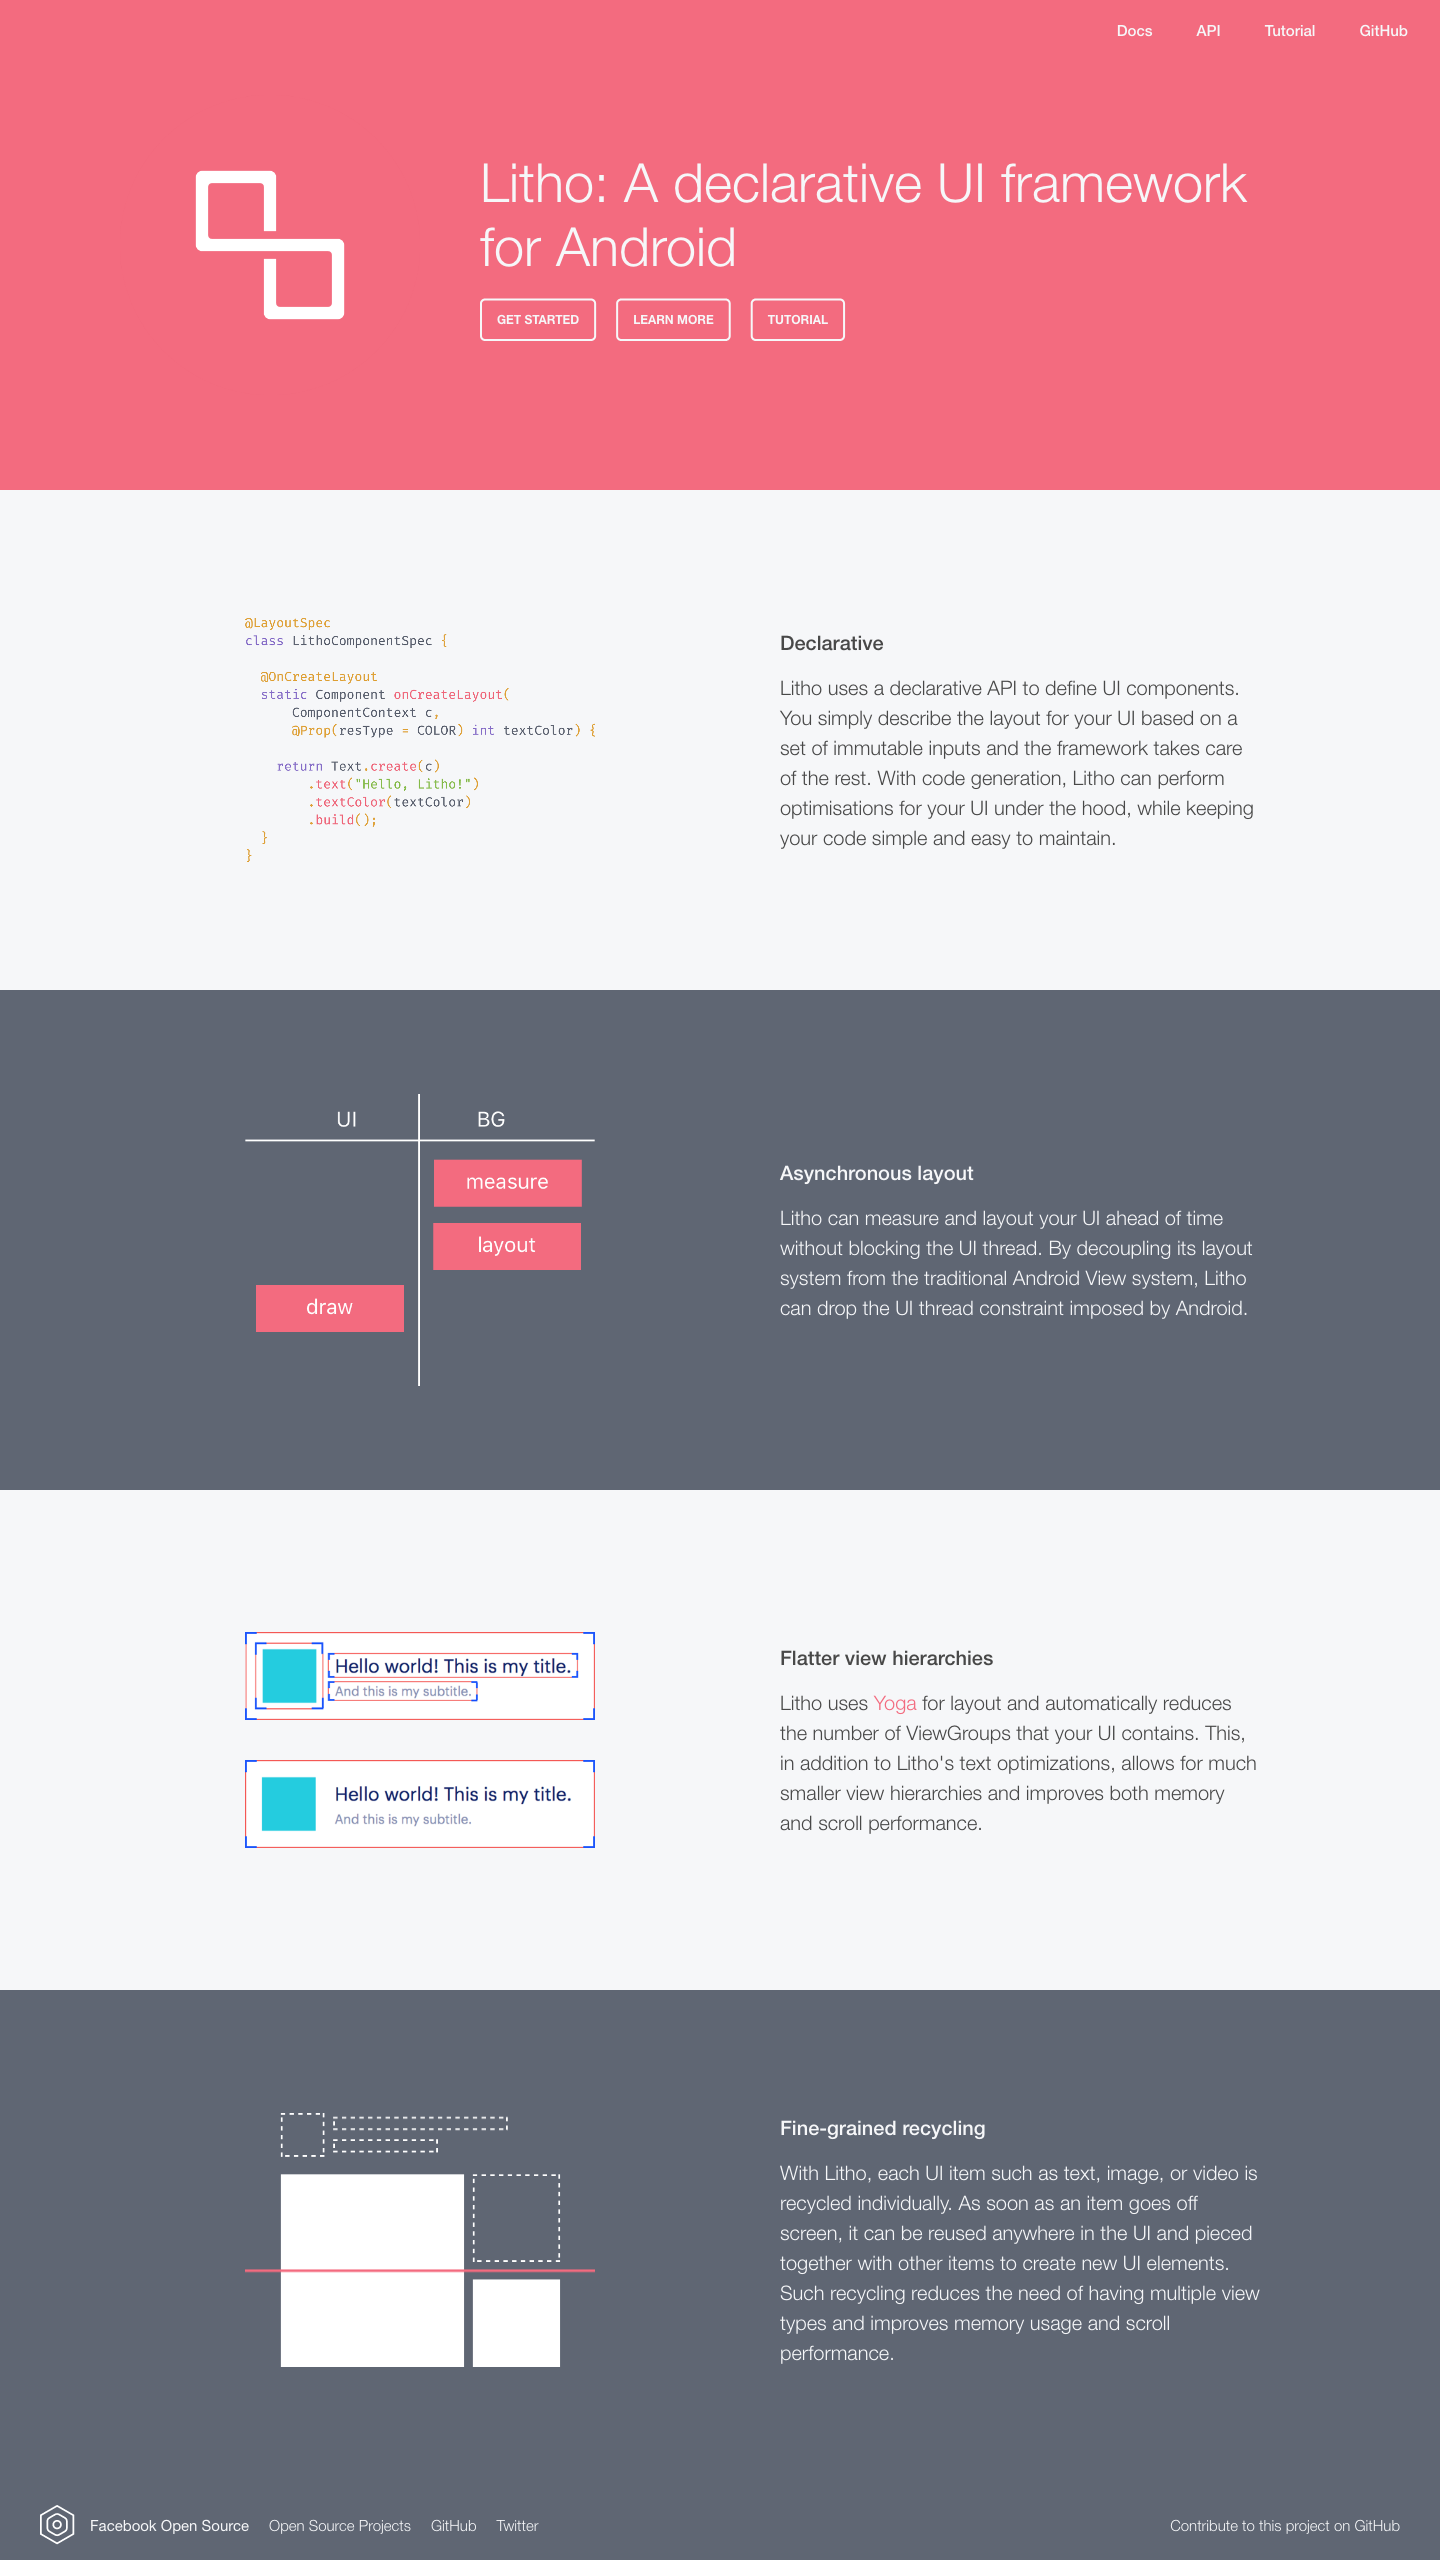 Docs API Tutorial GitHub
Litho: A declarative UI framework
for Android
GET STARTED LEARN MORE TUTORIAL
@LayoutSpec
class LithoComponentSpec {
@OnCreateLayout
static Component onCreateLayout(
ComponentContext c,
@Prop(resType = COLOR) int textColor) {
return Text.create(c)
.text("Hello, Litho!")
.textColor(textColor)
.build();
}
}
Declarative
Litho uses a declarative API to define UI components.
You simply describe the layout for your UI based on a
set of immutable inputs and the framework takes care
of the rest. With code generation, Litho can perform
optimisations for your UI under the hood, while keeping
your code simple and easy to maintain.
UI BG
measure
layout
draw
Asynchronous layout
Litho can measure and layout your UI ahead of time
without blocking the UI thread. By decoupling its layout
system from the traditional Android View system, Litho
can drop the UI thread constraint imposed by Android.
Hello world! This is my title.
And this is my subtitle.
Hello world! This is my title.
And this is my subtitle.
Flatter view hierarchies
Litho uses Yoga for layout and automatically reduces
the number of ViewGroups that your UI contains. This,
in addition to Litho's text optimizations, allows for much
smaller view hierarchies and improves both memory
and scroll performance.
Fine-grained recycling
With Litho, each UI item such as text, image, or video is
recycled individually. As soon as an item goes off
screen, it can be reused anywhere in the UI and pieced
together with other items to create new UI elements.
Such recycling reduces the need of having multiple view
types and improves memory usage and scroll
performance.
Facebook Open Source Open Source Projects GitHub Twitter Contribute to this project on GitHub